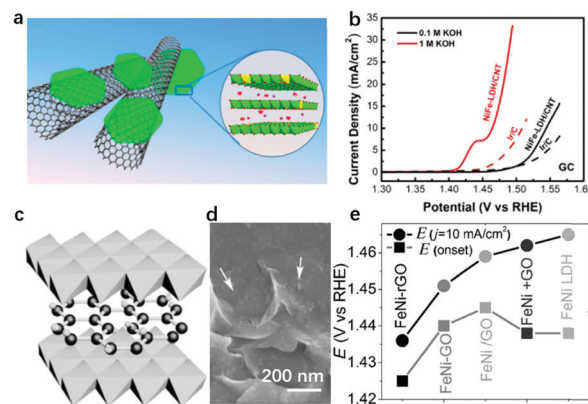 a
b
Current Density (mA/cm²)
35
30
25
20
15
10
5
0
0.1 M KOH
1 M KOH
NiFe-LDH/CNT
Ir/C
NiFe-LDH/CNT
Ir/C
GC
1.30 1.35 1.40 1.45 1.50 1.55 1.60
Potential (V vs RHE)
c
d
200 nm
e
E (V vs RHE)
1.46
1.45
1.44
1.43
1.42
E (j=10 mA/cm²)
E (onset)
FeNi-rGO
FeNi-GO
FeNi /GO
FeNi +GO
FeNi LDH